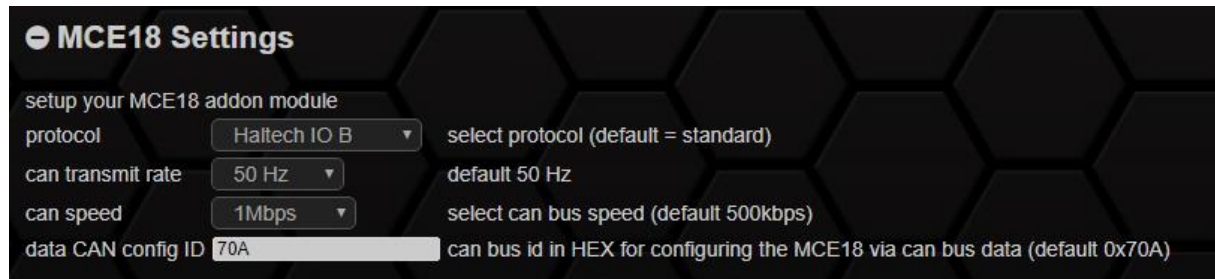 MCE18 Settings
setup your MCE18 addon module
protocol Haltech IO B select protocol (default = standard)
can transmit rate 50 Hz default 50 Hz
can speed 1Mbps select can bus speed (default 500kbps)
data CAN config ID 70A can bus id in HEX for configuring the MCE18 via can bus data (default 0x70A)